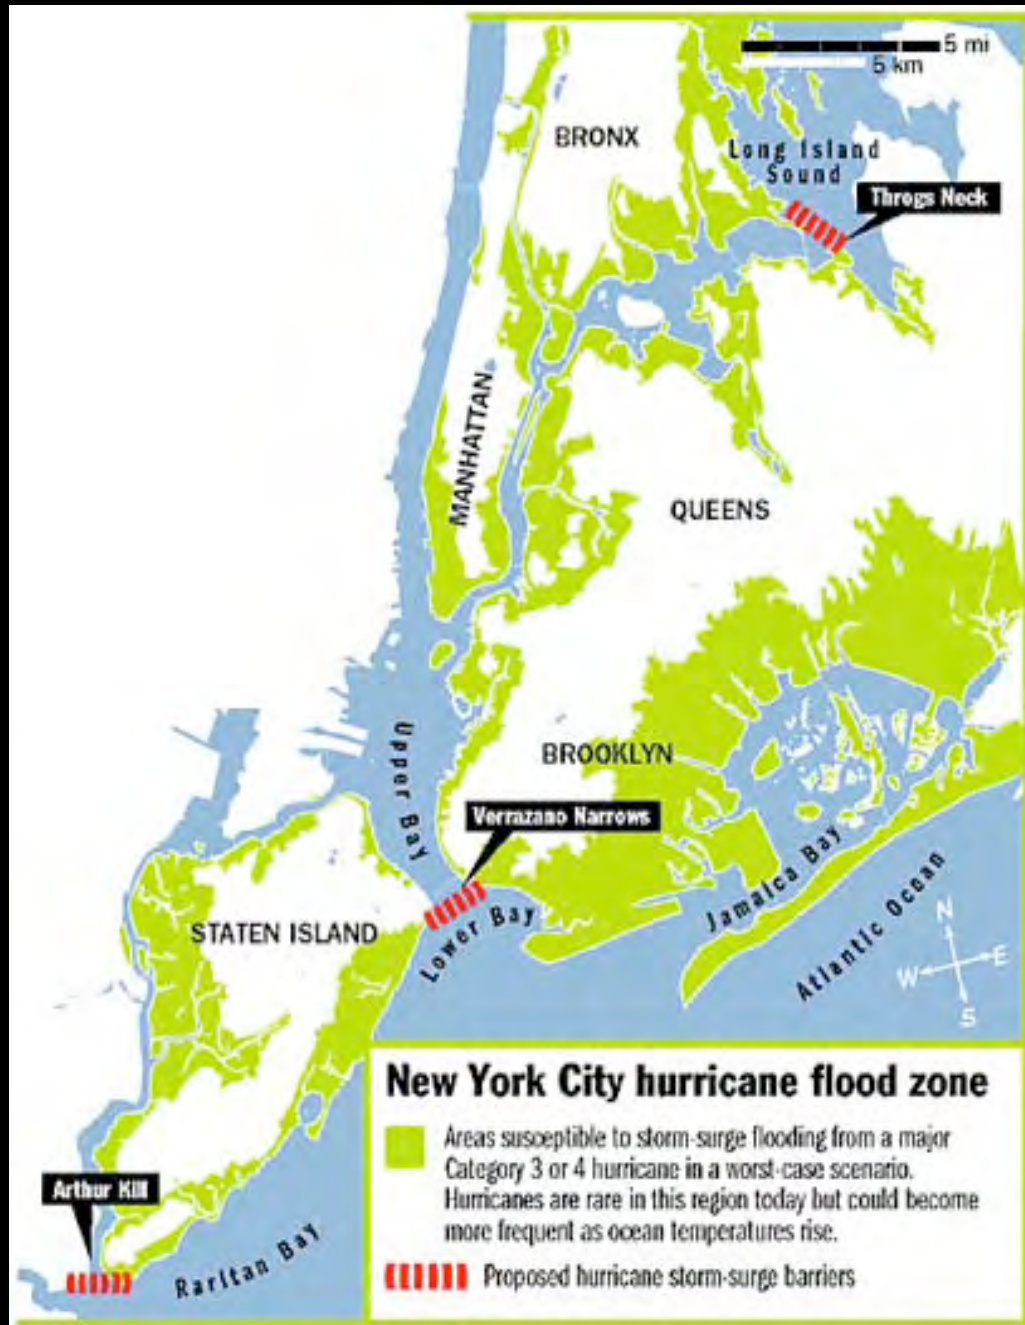 5 mi
5 km
BRONX
Long Island
Sound
Throgs Neck
MANHATTAN
QUEENS
Upper Bay
BROOKLYN
Verrazano Narrows
Jamaica Bay
STATEN ISLAND
Lower Bay
Atlantic Ocean
N
W
E
S
New York City hurricane flood zone
Areas susceptible to storm-surge flooding from a major
Category 3 or 4 hurricane in a worst-case scenario.
Hurricanes are rare in this region today but could become
more frequent as ocean temperatures rise.
Arthur Kill
Raritan Bay
Proposed hurricane storm-surge barriers